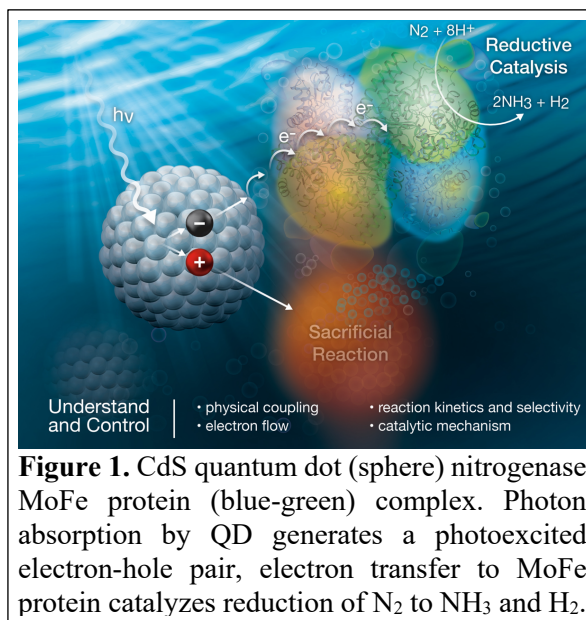 N2 + 8H+
Reductive
Catalysis
2NH3 + H2
hν
e-
e-
e-
−
+
Sacrificial
Reaction
Understand
and Control
• physical coupling
• electron flow
• reaction kinetics and selectivity
• catalytic mechanism
Figure 1. CdS quantum dot (sphere) nitrogenase
MoFe protein (blue-green) complex. Photon
absorption by QD generates a photoexcited
electron-hole pair, electron transfer to MoFe
protein catalyzes reduction of N2 to NH3 and H2.